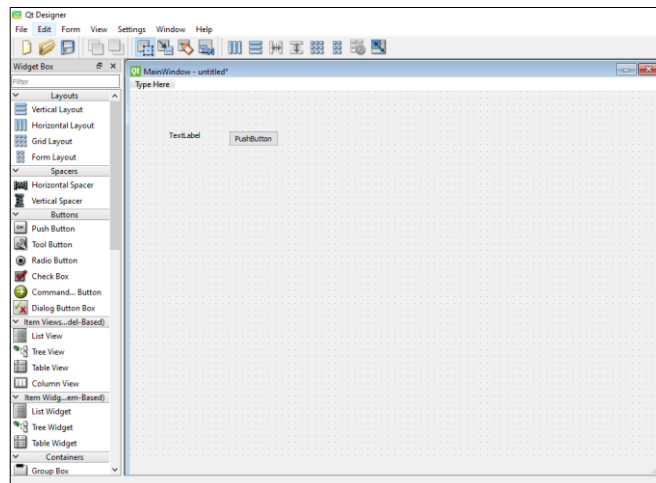 Qt Designer
File Edit Form View Settings Window Help
Widget Box
Filter
Layouts
Vertical Layout
Horizontal Layout
Grid Layout
Form Layout
Spacers
Horizontal Spacer
Vertical Spacer
Buttons
Push Button
Tool Button
Radio Button
Check Box
Command... Button
Dialog Button Box
Item Views...del-Based)
List View
Tree View
Table View
Column View
Item Widg...em-Based)
List Widget
Tree Widget
Table Widget
Containers
Group Box
MainWindow - untitled*
Type Here
TextLabel
PushButton